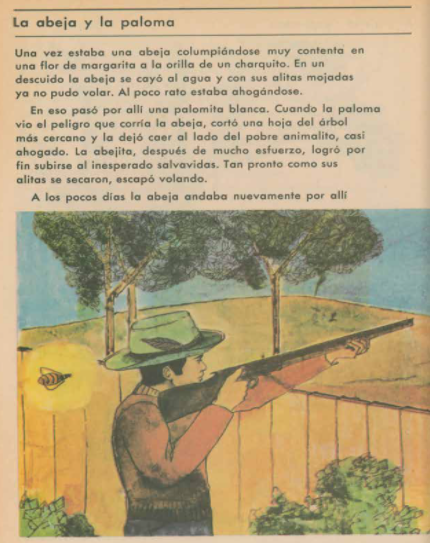 La abeja y la paloma
Una vez estaba una abeja columpiándose muy contenta en
una flor de margarita a la orilla de un charquito. En un
descuido la abeja se cayó al agua y con sus alitas mojadas
ya no pudo volar. Al poco rato estaba ahogándose.
En eso pasó por allí una palomita blanca. Cuando la paloma
vio el peligro que corría la abeja, cortó una hoja del árbol
más cercano y la dejó caer al lado del pobre animalito, casi
ahogado. La abejita, después de mucho esfuerzo, logró por
fin subirse al inesperado salvavidas. Tan pronto como sus
alitas se secaron, escapó volando.
A los pocos días la abeja andaba nuevamente por allí